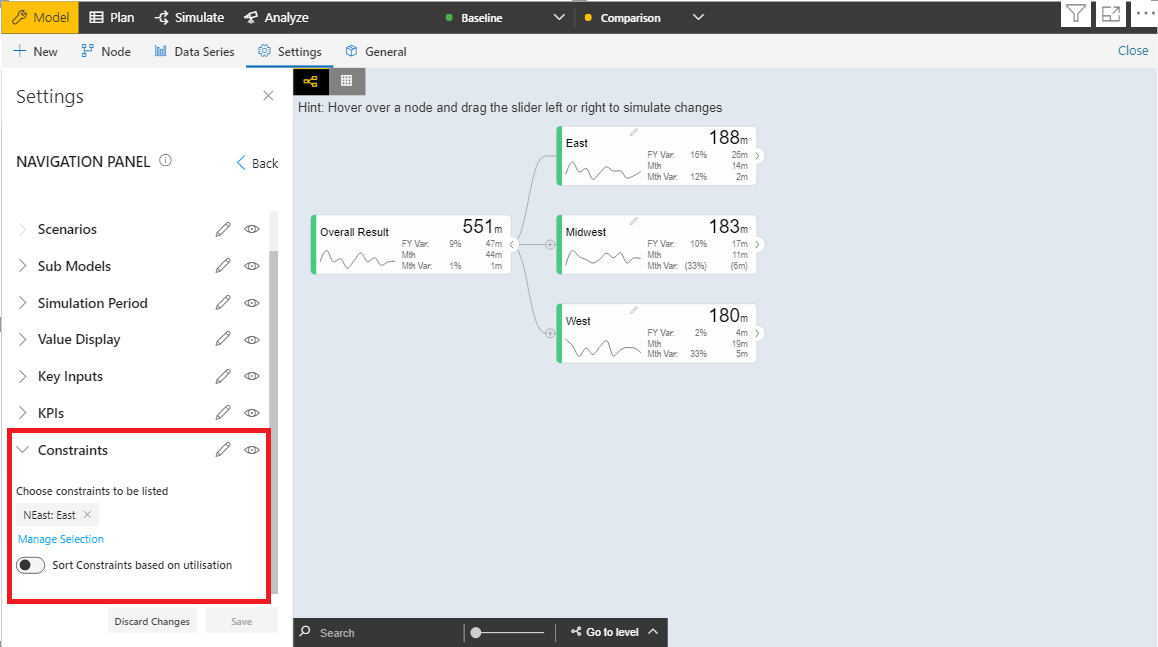 Model Plan Simulate Analyze Baseline Comparison
New Node Data Series Settings General Close
Settings
Hint: Hover over a node and drag the slider left or right to simulate changes
NAVIGATION PANEL Back
Scenarios
Sub Models
Simulation Period
Value Display
Key Inputs
KPIs
Constraints
Choose constraints to be listed
NEast: East
Manage Selection
Sort Constraints based on utilisation
Discard Changes Save
Overall Result 551m
FY Var. 9% 47m
Mth 44m
Mth Var. 1% 1m
East 188m
FY Var. 16% 26m
Mth 14m
Mth Var. 12% 2m
Midwest 183m
FY Var. 10% 17m
Mth 11m
Mth Var. (33%) (6m)
West 180m
FY Var. 2% 4m
Mth 19m
Mth Var. 33% 5m
Search Go to level